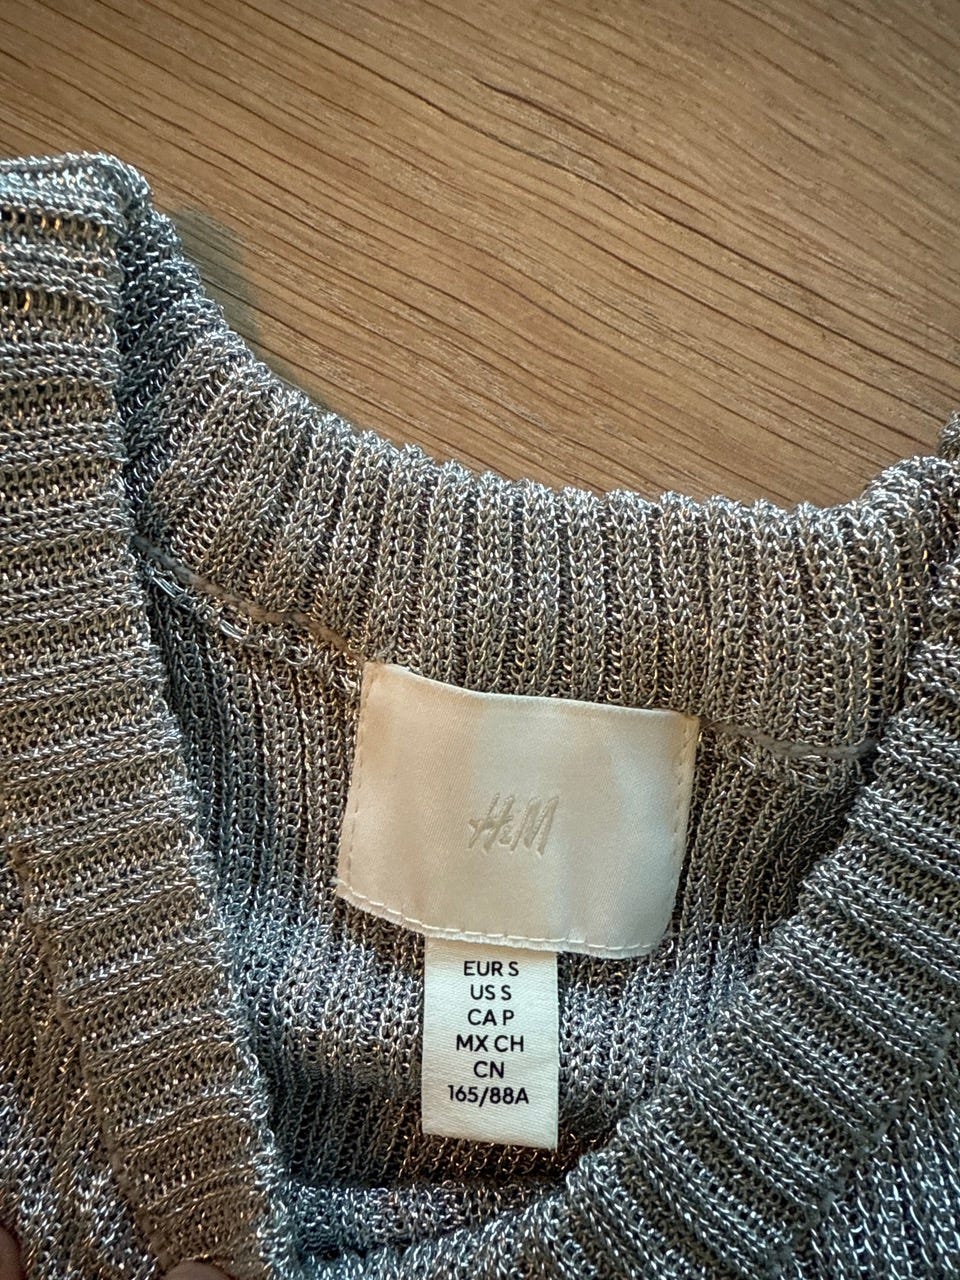 H&M
EUR S
US S
CA P
MX CH
CN
165/88A